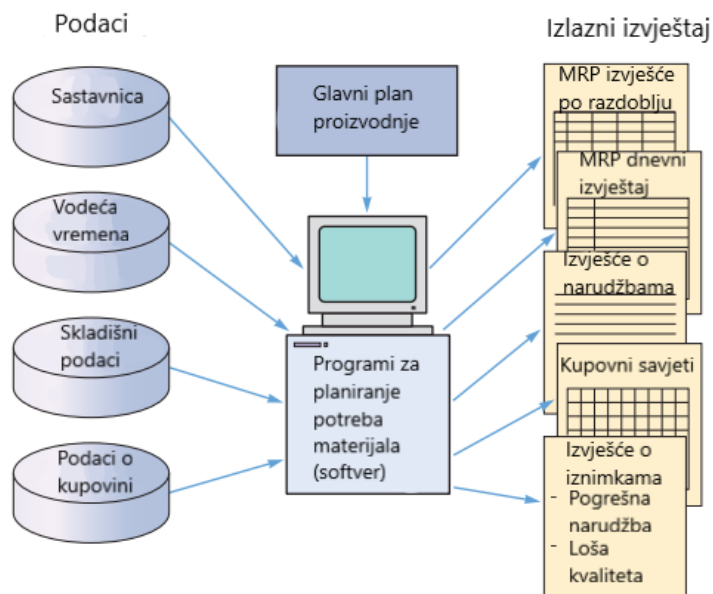 Podaci
Izlazni izvještaj
Sastavnica
Vodeća
vremena
Skladišni
podaci
Podaci o
kupovini
Glavni plan
proizvodnje
Programi za
planiranje
potreba
materijala
(softver)
MRP izvješće
po razdoblju
MRP dnevni
izvještaj
Izvješće o
narudžbama
Kupovni savjeti
Izvješće o
iznimkama
- Pogrešna
narudžba
- Loša
kvaliteta